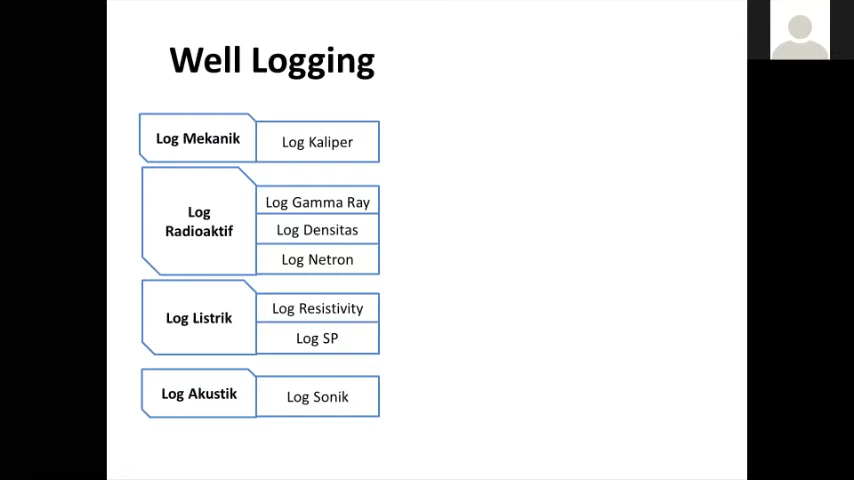 Well Logging
Log Mekanik
Log Kaliper
Log
Radioaktif
Log Gamma Ray
Log Densitas
Log Netron
Log Listrik
Log Resistivity
Log SP
Log Akustik
Log Sonik